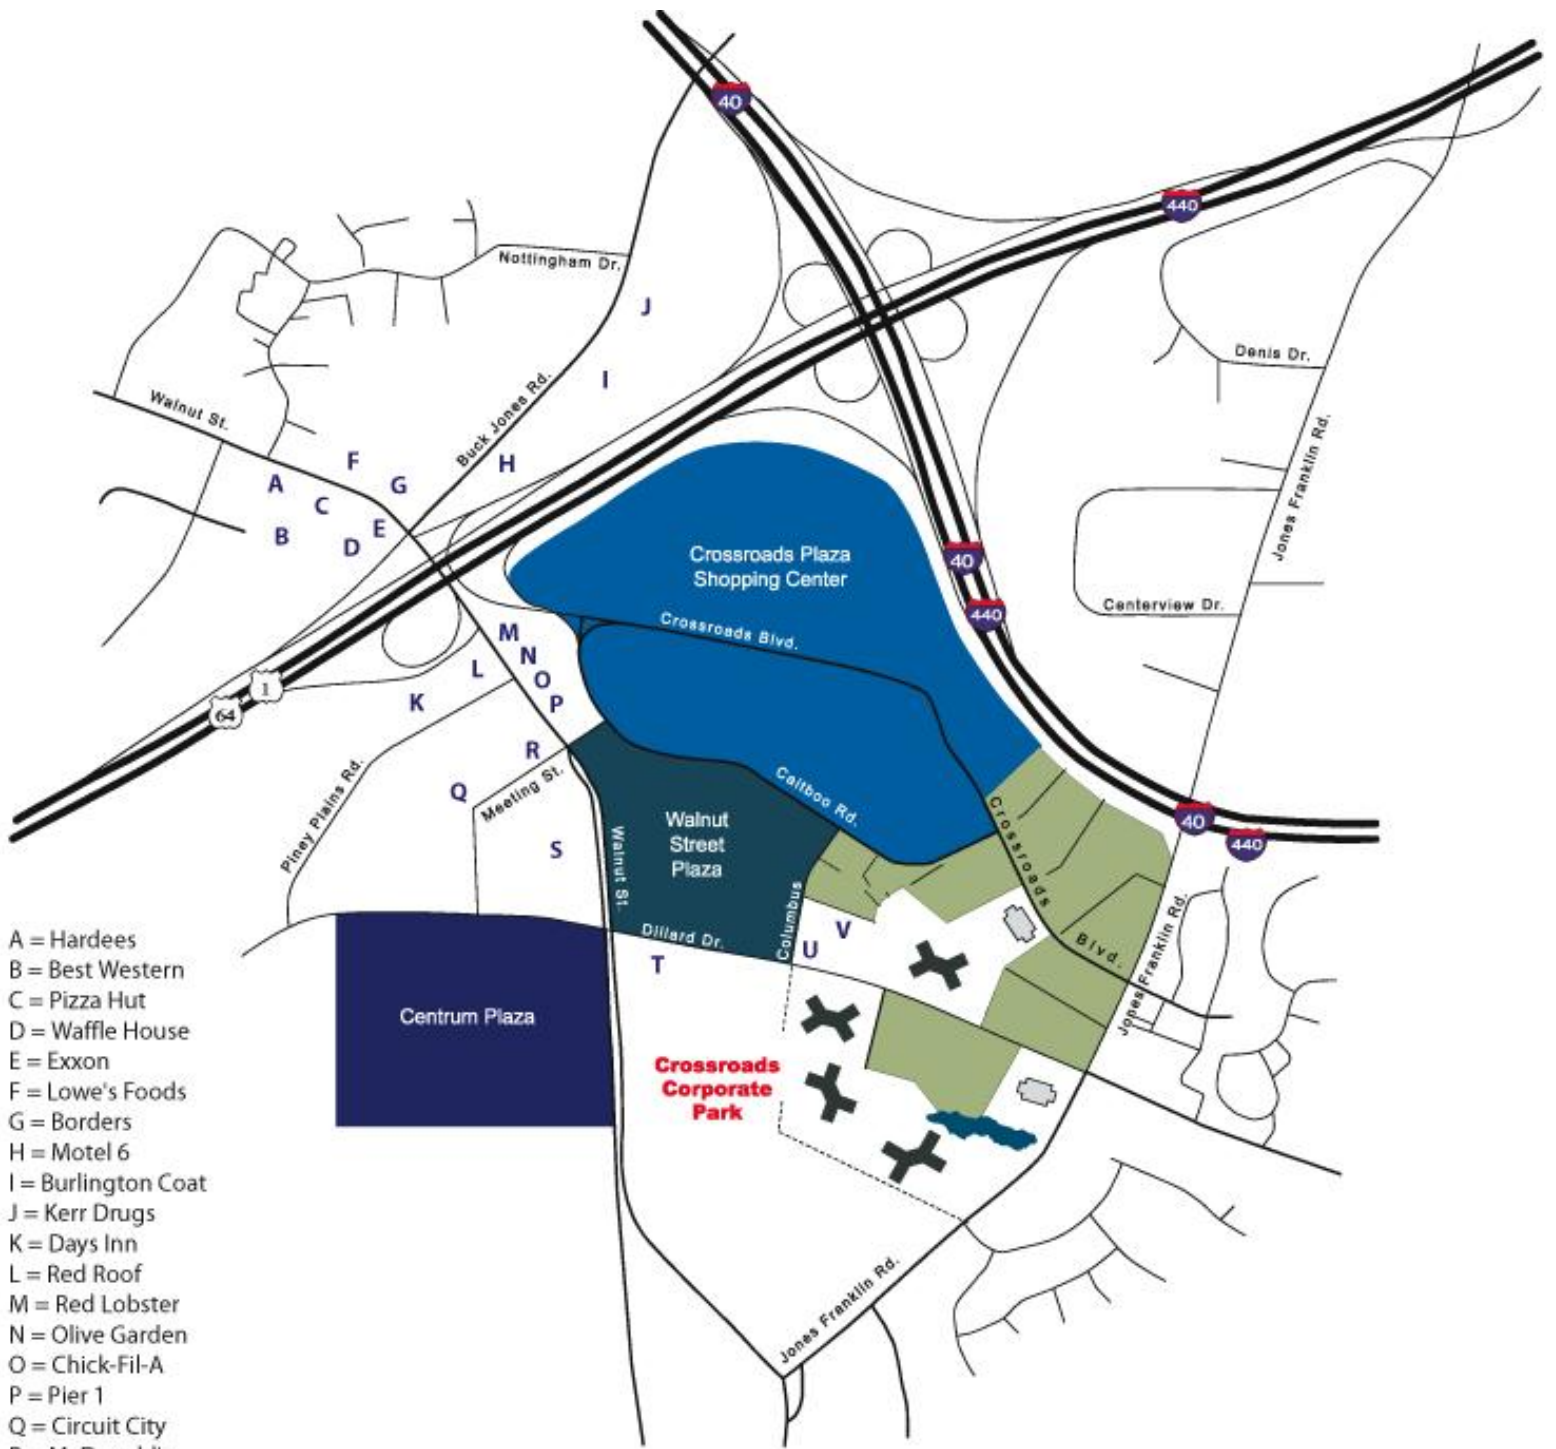 40
440
Nottingham Dr.
J
Denis Dr.
I
Buck Jones Rd.
Walnut St.
F
H
G
A
C
E
B
D
Jones Franklin Rd.
Crossroads Plaza
Shopping Center
40
440
Centerview Dr.
Crossroads Blvd.
M
N
L
O
K
P
1
64
R
Meeting St.
Q
Piney Plains Rd.
S
Caitboo Rd.
Walnut
Street
Plaza
Walnut St.
Crossroads
Blvd.
40
440
Columbus
V
U
Dillard Dr.
T
Jones Franklin Rd.
Centrum Plaza
Crossroads
Corporate
Park
Jones Franklin Rd.
A = Hardees
B = Best Western
C = Pizza Hut
D = Waffle House
E = Exxon
F = Lowe's Foods
G = Borders
H = Motel 6
I = Burlington Coat
J = Kerr Drugs
K = Days Inn
L = Red Roof
M = Red Lobster
N = Olive Garden
O = Chick-Fil-A
P = Pier 1
Q = Circuit City